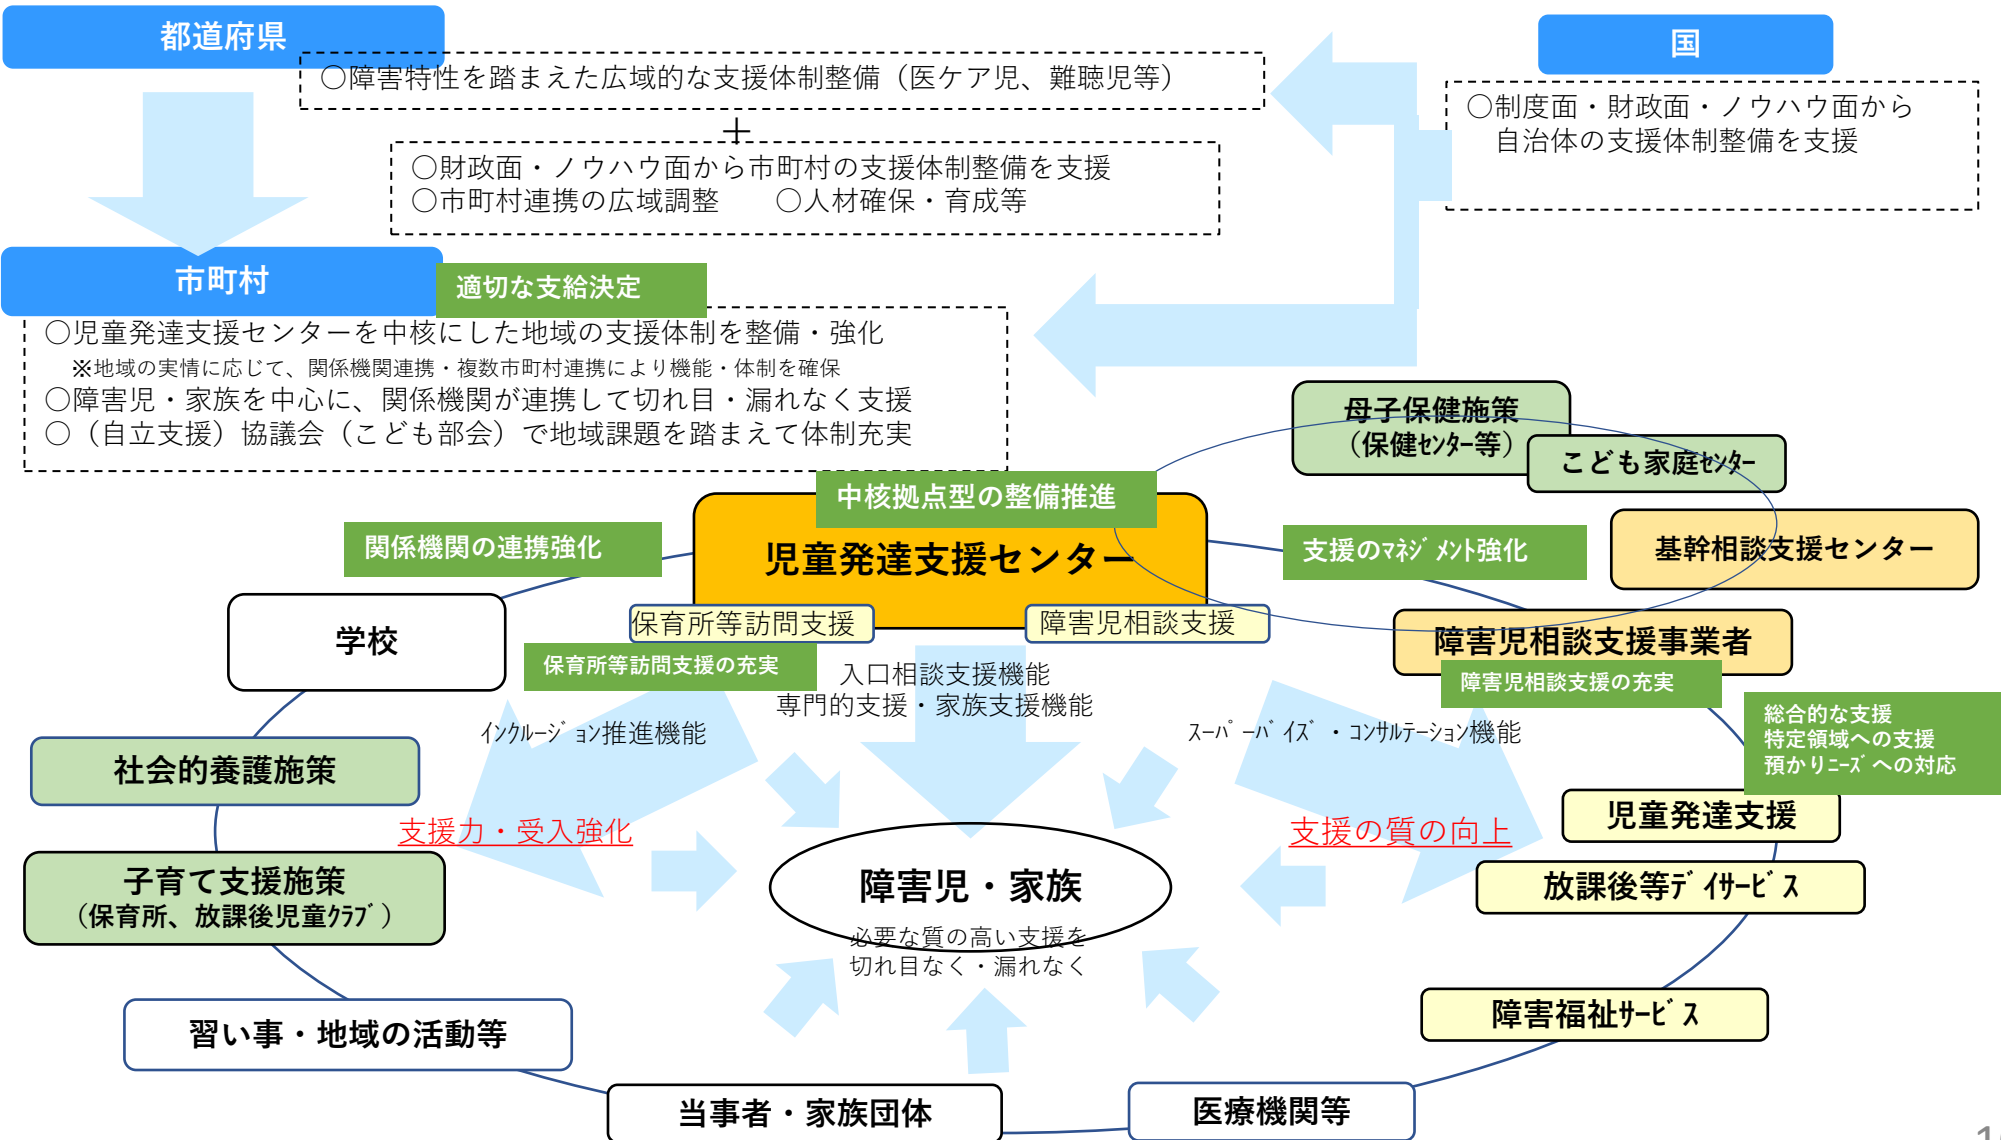 都道府県
○障害特性を踏まえた広域的な支援体制整備（医ケア児、難聴児等）
＋
○財政面・ノウハウ面から市町村の支援体制整備を支援
○市町村連携の広域調整　　○人材確保・育成等
国
○制度面・財政面・ノウハウ面から
自治体の支援体制整備を支援
市町村
適切な支給決定
○児童発達支援センターを中核にした地域の支援体制を整備・強化
※地域の実情に応じて、関係機関連携・複数市町村連携により機能・体制を確保
○障害児・家族を中心に、関係機関が連携して切れ目・漏れなく支援
○（自立支援）協議会（こども部会）で地域課題を踏まえて体制充実
母子保健施策
（保健ｾﾝﾀｰ等）
こども家庭ｾﾝﾀｰ
中核拠点型の整備推進
児童発達支援センター
関係機関の連携強化
支援のﾏﾈｼﾞﾒﾝﾄ強化
基幹相談支援センター
学校
保育所等訪問支援
障害児相談支援
障害児相談支援事業者
保育所等訪問支援の充実
障害児相談支援の充実
入口相談支援機能
専門的支援・家族支援機能
ｲﾝｸﾙｰｼﾞｮﾝ推進機能
ｽｰﾊﾟｰﾊﾞｲｽﾞ・ｺﾝｻﾙﾃｰｼｮﾝ機能
総合的な支援
特定領域への支援
預かりﾆｰｽﾞへの対応
社会的養護施策
児童発達支援
支援力・受入強化
支援の質の向上
子育て支援施策
（保育所、放課後児童ｸﾗﾌﾞ）
障害児・家族
必要な質の高い支援を
切れ目なく・漏れなく
放課後等ﾃﾞｲｻｰﾋﾞｽ
習い事・地域の活動等
障害福祉ｻｰﾋﾞｽ
当事者・家族団体
医療機関等